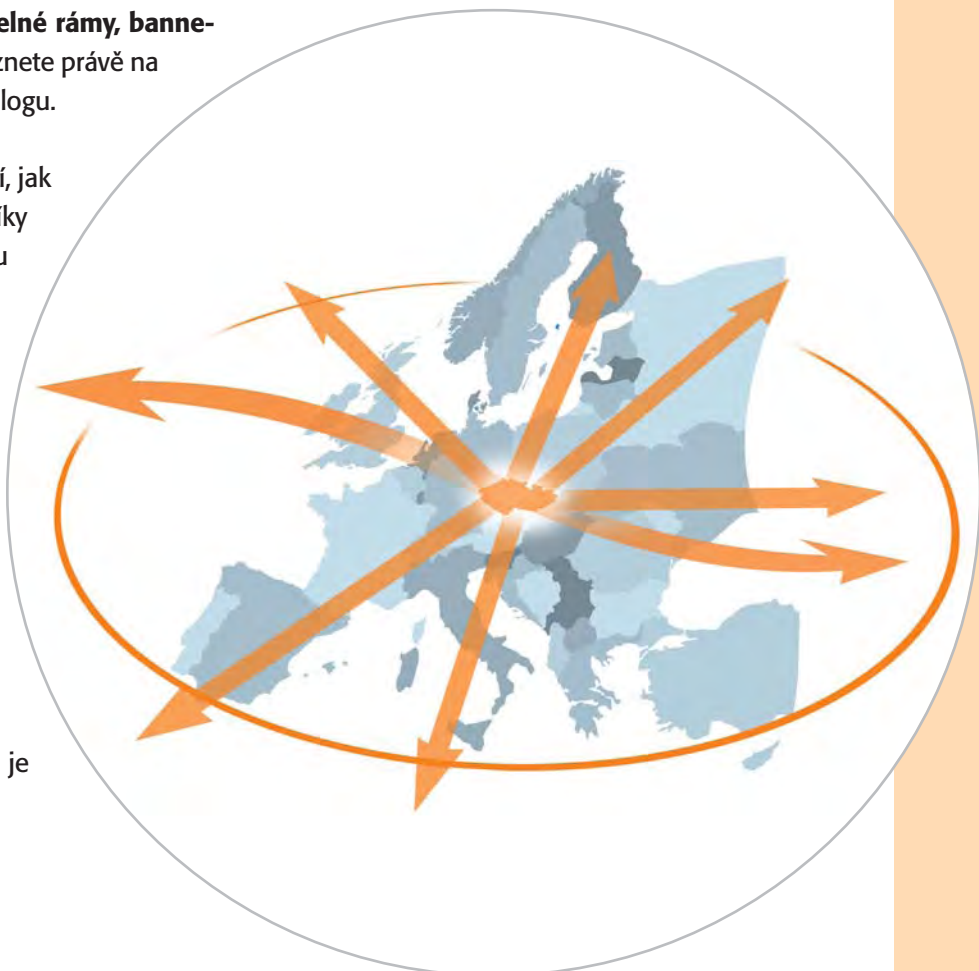 elné rámy, banne-
znete právě na
logu.
í, jak
íky
u
je